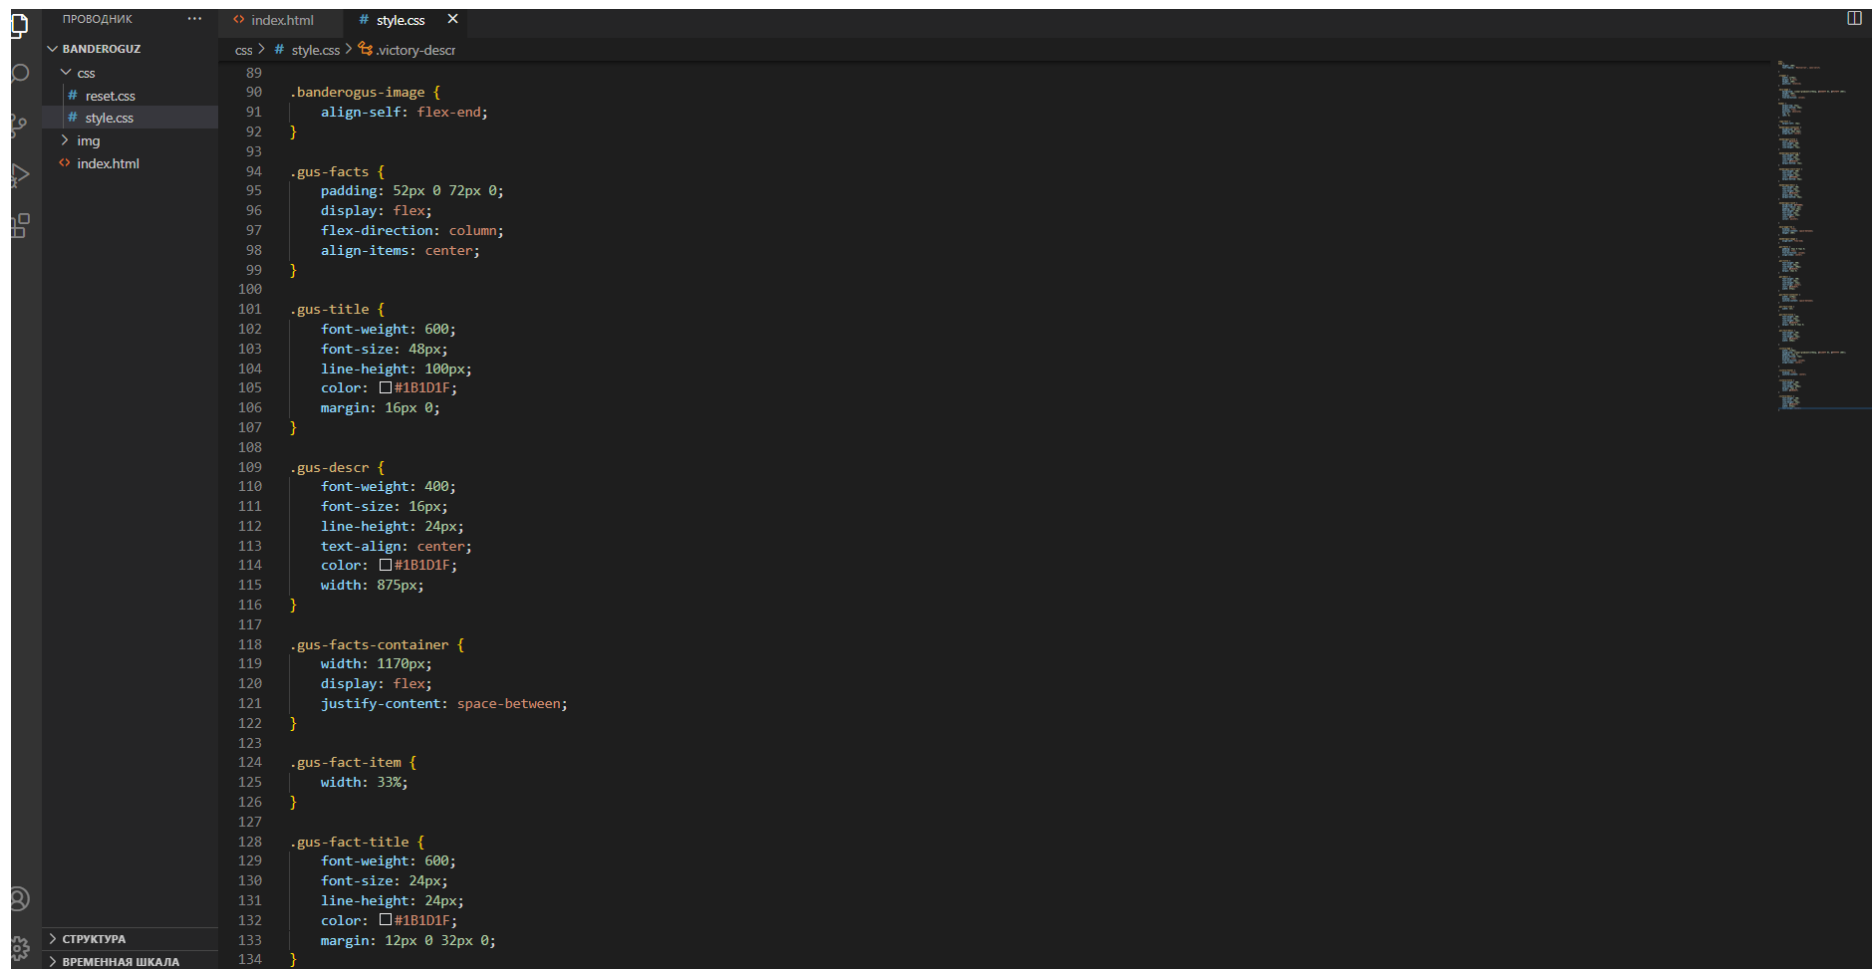 ПРОВОДНИК ···
BANDEROGUZ
css
# reset.css
# style.css
img
<> index.html
<> index.html
# style.css ×
css > # style.css > .victory-descr
89
90 .banderogus-image {
91     align-self: flex-end;
92 }
93
94 .gus-facts {
95     padding: 52px 0 72px 0;
96     display: flex;
97     flex-direction: column;
98     align-items: center;
99 }
100
101 .gus-title {
102     font-weight: 600;
103     font-size: 48px;
104     line-height: 100px;
105     color: #1B1D1F;
106     margin: 16px 0;
107 }
108
109 .gus-descr {
110     font-weight: 400;
111     font-size: 16px;
112     line-height: 24px;
113     text-align: center;
114     color: #1B1D1F;
115     width: 875px;
116 }
117
118 .gus-facts-container {
119     width: 1170px;
120     display: flex;
121     justify-content: space-between;
122 }
123
124 .gus-fact-item {
125     width: 33%;
126 }
127
128 .gus-fact-title {
129     font-weight: 600;
130     font-size: 24px;
131     line-height: 24px;
132     color: #1B1D1F;
133     margin: 12px 0 32px 0;
134 }
СТРУКТУРА
ВРЕМЕННАЯ ШКАЛА